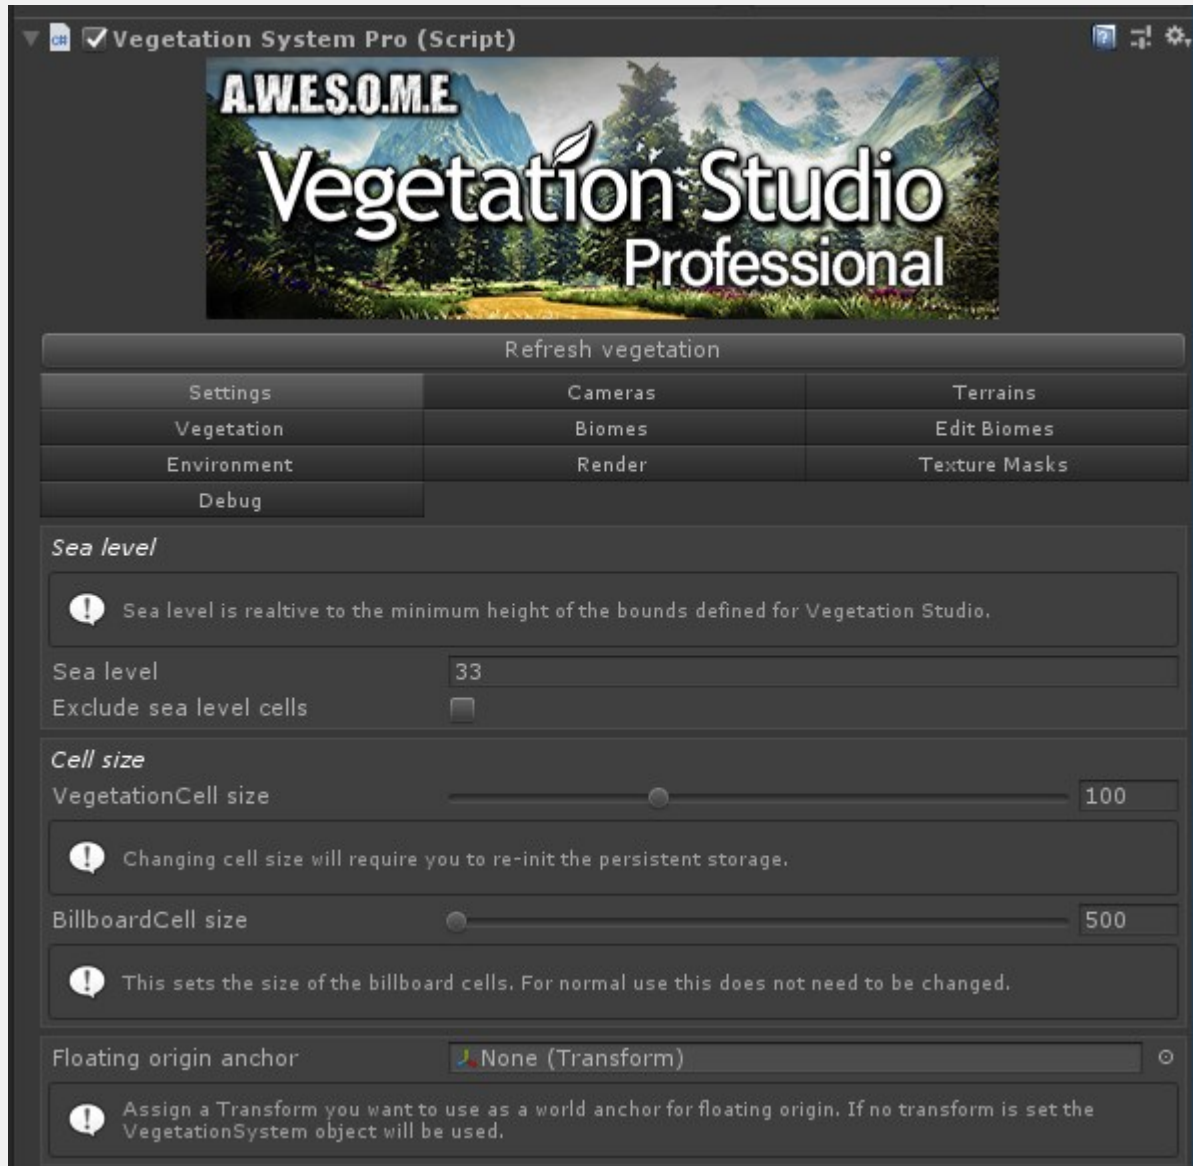 Vegetation System Pro (Script)
A.W.E.S.O.M.E.
Vegetation Studio
Professional
Refresh vegetation
Settings Cameras Terrains
Vegetation Biomes Edit Biomes
Environment Render Texture Masks
Debug
Sea level
Sea level is realtive to the minimum height of the bounds defined for Vegetation Studio.
Sea level 33
Exclude sea level cells
Cell size
VegetationCell size 100
Changing cell size will require you to re-init the persistent storage.
BillboardCell size 500
This sets the size of the billboard cells. For normal use this does not need to be changed.
Floating origin anchor None (Transform)
Assign a Transform you want to use as a world anchor for floating origin. If no transform is set the
VegetationSystem object will be used.